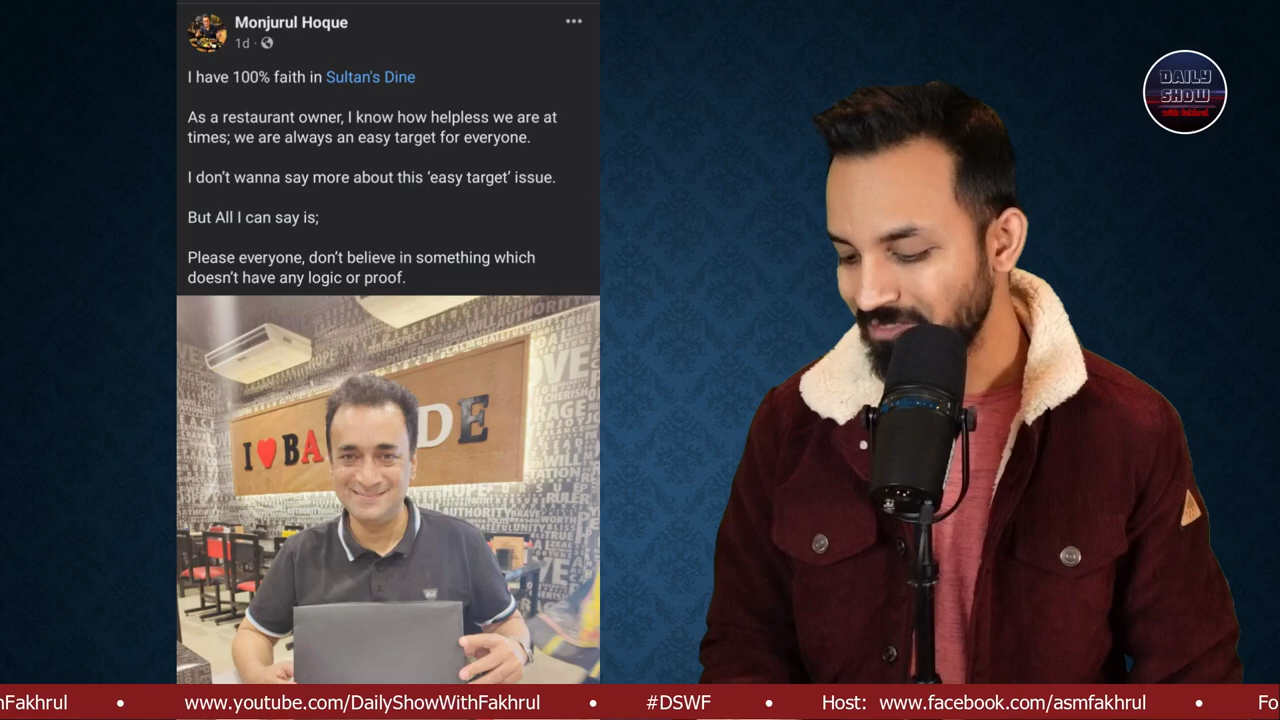 Monjurul Hoque
1d
I have 100% faith in Sultan's Dine
As a restaurant owner, I know how helpless we are at
times; we are always an easy target for everyone.
I don't wanna say more about this ‘easy target’ issue.
But All I can say is;
Please everyone, don't believe in something which
doesn't have any logic or proof.
I ❤ BA DE
DAILY
SHOW
with Fakhrul
hFakhrul • www.youtube.com/DailyShowWithFakhrul • #DSWF • Host: www.facebook.com/asmfakhrul • Fo